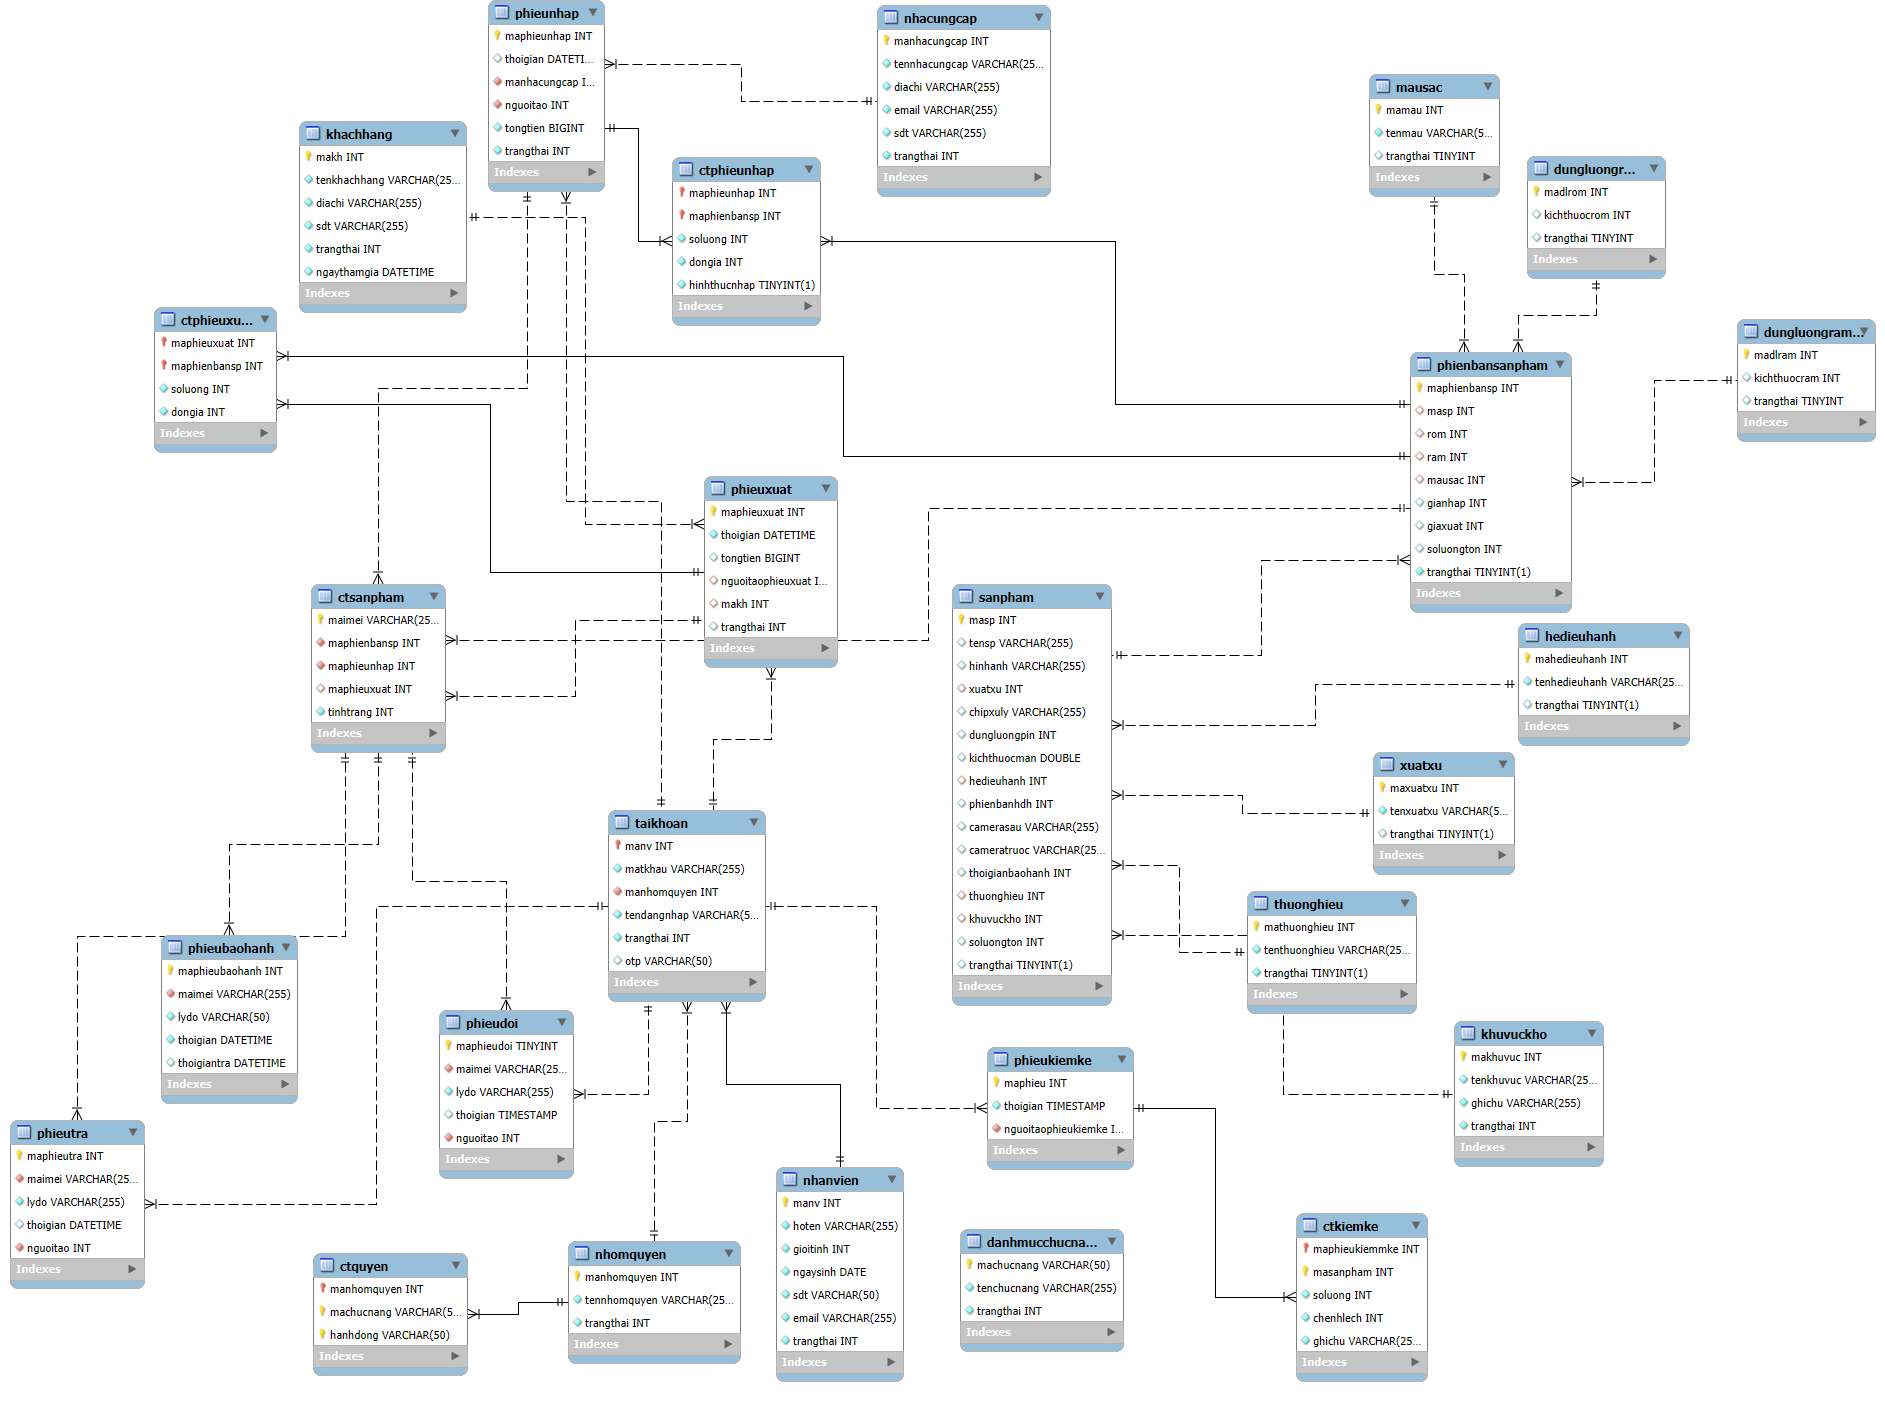 phieunhap
maphieunhap INT
thoigian DATETI...
manhacungcap I...
nguoitao INT
tongtien BIGINT
trangthai INT
Indexes
nhacungcap
manhacungcap INT
tennhacungcap VARCHAR(25...
diachi VARCHAR(255)
email VARCHAR(255)
sdt VARCHAR(255)
trangthai INT
Indexes
mausac
mamau INT
tenmau VARCHAR(5...
trangthai TINYINT
Indexes
khachhang
makh INT
tenkhachhang VARCHAR(25...
diachi VARCHAR(255)
sdt VARCHAR(255)
trangthai INT
ngaythamgia DATETIME
Indexes
ctphieunhap
maphieunhap INT
maphienbansp INT
soluong INT
dongia INT
hinhthucnhap TINYINT(1)
Indexes
dungluongr...
madlrom INT
kichthuocrom INT
trangthai TINYINT
Indexes
ctphieuxu...
maphieuxuat INT
maphienbansp INT
soluong INT
dongia INT
Indexes
dungluongram...
madlram INT
kichthuocram INT
trangthai TINYINT
Indexes
phienbansanpham
maphienbansp INT
masp INT
rom INT
ram INT
mausac INT
gianhap INT
giaxuat INT
soluongton INT
trangthai TINYINT(1)
Indexes
phieuxuat
maphieuxuat INT
thoigian DATETIME
tongtien BIGINT
nguoitaophieuxuat I...
makh INT
trangthai INT
Indexes
ctsanpham
maimei VARCHAR(25...
maphienbansp INT
maphieunhap INT
maphieuxuat INT
tinhtrang INT
Indexes
sanpham
masp INT
tensp VARCHAR(255)
hinhanh VARCHAR(255)
xuatxu INT
chipxuly VARCHAR(255)
dungluongpin INT
kichthuocman DOUBLE
hedieuhanh INT
phienbanhdh INT
camerasau VARCHAR(255)
cameratruoc VARCHAR(25...
thoigianbaohanh INT
thuonghieu INT
khuvuckho INT
soluongton INT
trangthai TINYINT(1)
Indexes
hedieuhanh
mahedieuhanh INT
tenhedieuhanh VARCHAR(25...
trangthai TINYINT(1)
Indexes
xuatxu
maxuatxu INT
tenxuatxu VARCHAR(5...
trangthai TINYINT(1)
Indexes
taikhoan
manv INT
matkhau VARCHAR(255)
manhomquyen INT
tendangnhap VARCHAR(5...
trangthai INT
otp VARCHAR(50)
Indexes
thuonghieu
mathuonghieu INT
tenthuonghieu VARCHAR(25...
trangthai TINYINT(1)
Indexes
phieubaohanh
maphieubaohanh INT
maimei VARCHAR(255)
lydo VARCHAR(50)
thoigian DATETIME
thoigiantra DATETIME
Indexes
phieudoi
maphieudoi TINYINT
maimei VARCHAR(25...
lydo VARCHAR(255)
thoigian TIMESTAMP
nguoitao INT
Indexes
khuvuckho
makhuvuc INT
tenkhuvuc VARCHAR(25...
ghichu VARCHAR(255)
trangthai INT
Indexes
phieukiemke
maphieu INT
thoigian TIMESTAMP
nguoitaophieukiemke I...
Indexes
phieutra
maphieutra INT
maimei VARCHAR(25...
lydo VARCHAR(255)
thoigian DATETIME
nguoitao INT
Indexes
nhanvien
manv INT
hoten VARCHAR(255)
gioitinh INT
ngaysinh DATE
sdt VARCHAR(50)
email VARCHAR(255)
trangthai INT
Indexes
ctkiemke
maphieukiemmke INT
masanpham INT
soluong INT
chenhlech INT
ghichu VARCHAR(25...
Indexes
danhmucchucna...
machucnang VARCHAR(50)
tenchucnang VARCHAR(255)
trangthai INT
Indexes
nhomquyen
manhomquyen INT
tennhomquyen VARCHAR(25...
trangthai INT
Indexes
ctquyen
manhomquyen INT
machucnang VARCHAR(5...
hanhdong VARCHAR(50)
Indexes